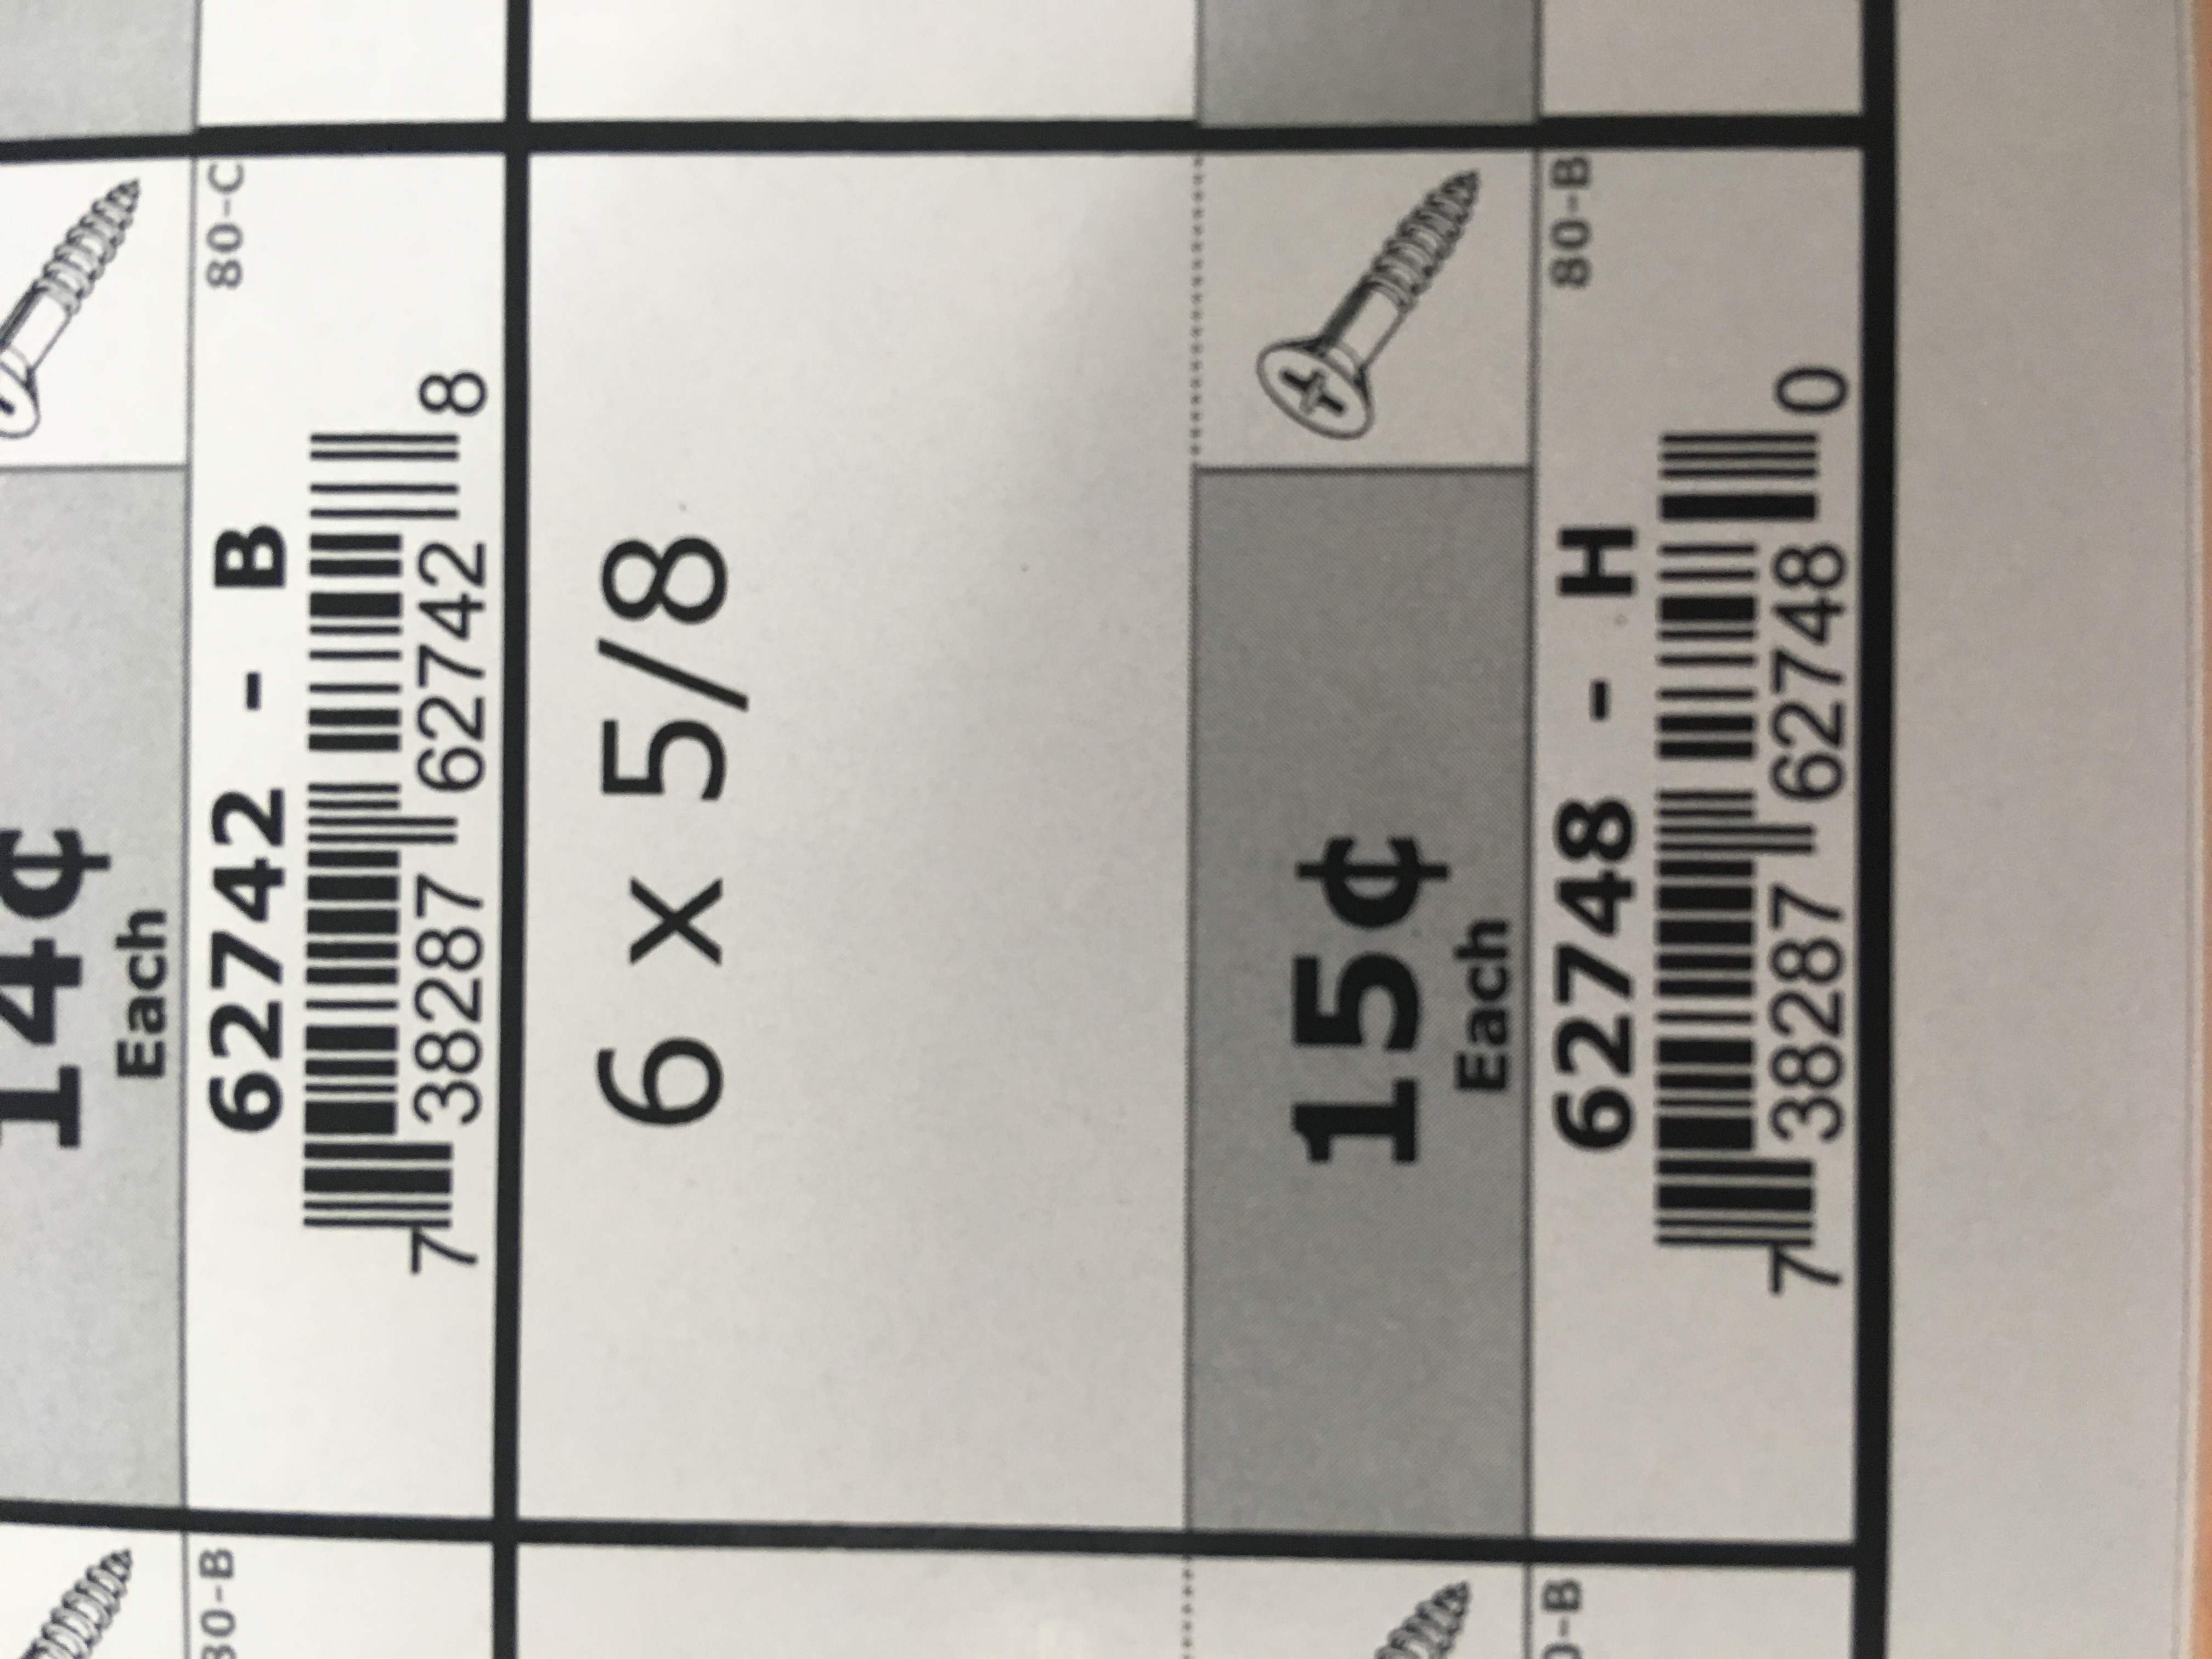 14¢
Each
80-C
62742 - B
7 38287 62742 8
6 x 5/8
15¢
Each
80-B
62748 - H
7 38287 62748 0